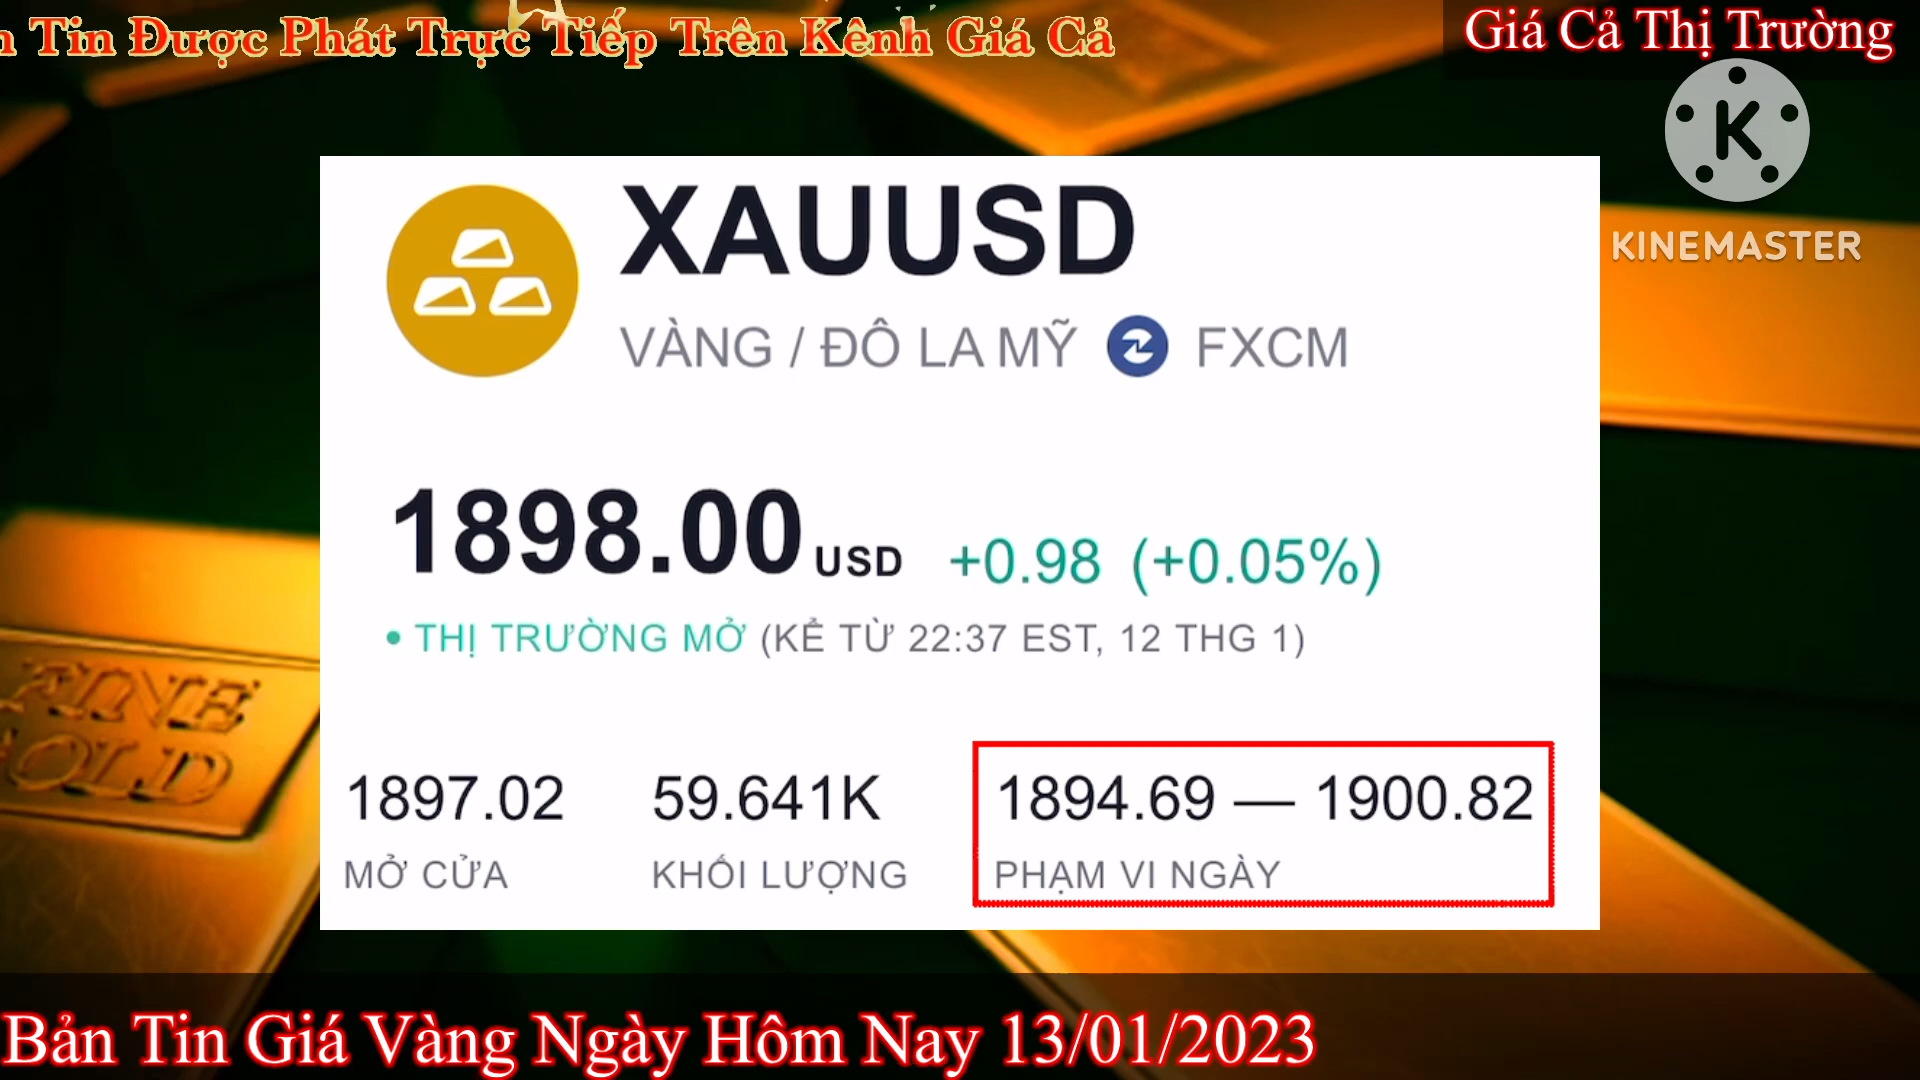 Tin Được Phát Trực Tiếp Trên Kênh Giá Cả
Giá Cả Thị Trường
K
KINEMASTER
XAUUSD
VÀNG / ĐÔ LA MỸ FXCM
1898.00 USD +0.98 (+0.05%)
• THỊ TRƯỜNG MỞ (KỂ TỪ 22:37 EST, 12 THG 1)
1897.02 59.641K 1894.69 — 1900.82
MỞ CỬA KHỐI LƯỢNG PHẠM VI NGÀY
FINE
GOLD
Bản Tin Giá Vàng Ngày Hôm Nay 13/01/2023